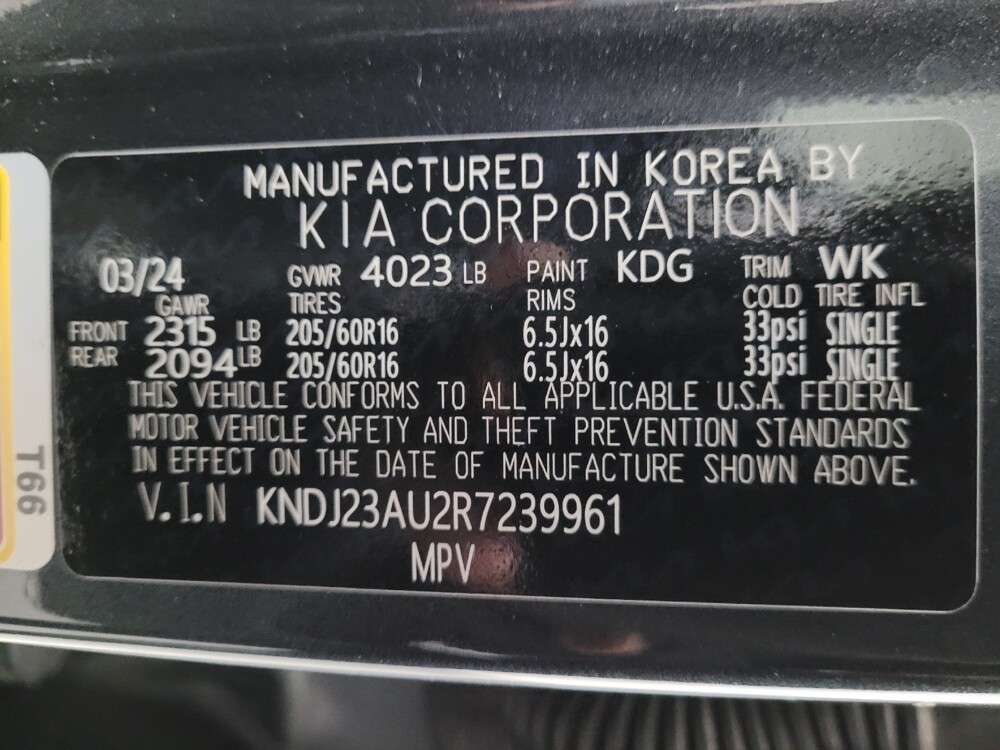 MANUFACTURED IN KOREA BY
KIA CORPORATION
03/24 GVWR 4023 LB PAINT KDG TRIM WK
GAWR TIRES RIMS COLD TIRE INFL
FRONT 2315 LB 205/60R16 6.5Jx16 33psi SINGLE
REAR 2094 LB 205/60R16 6.5Jx16 33psi SINGLE
THIS VEHICLE CONFORMS TO ALL APPLICABLE U.S.A. FEDERAL
MOTOR VEHICLE SAFETY AND THEFT PREVENTION STANDARDS
IN EFFECT ON THE DATE OF MANUFACTURE SHOWN ABOVE.
V.I.N KNDJ23AU2R7239961
MPV
T66